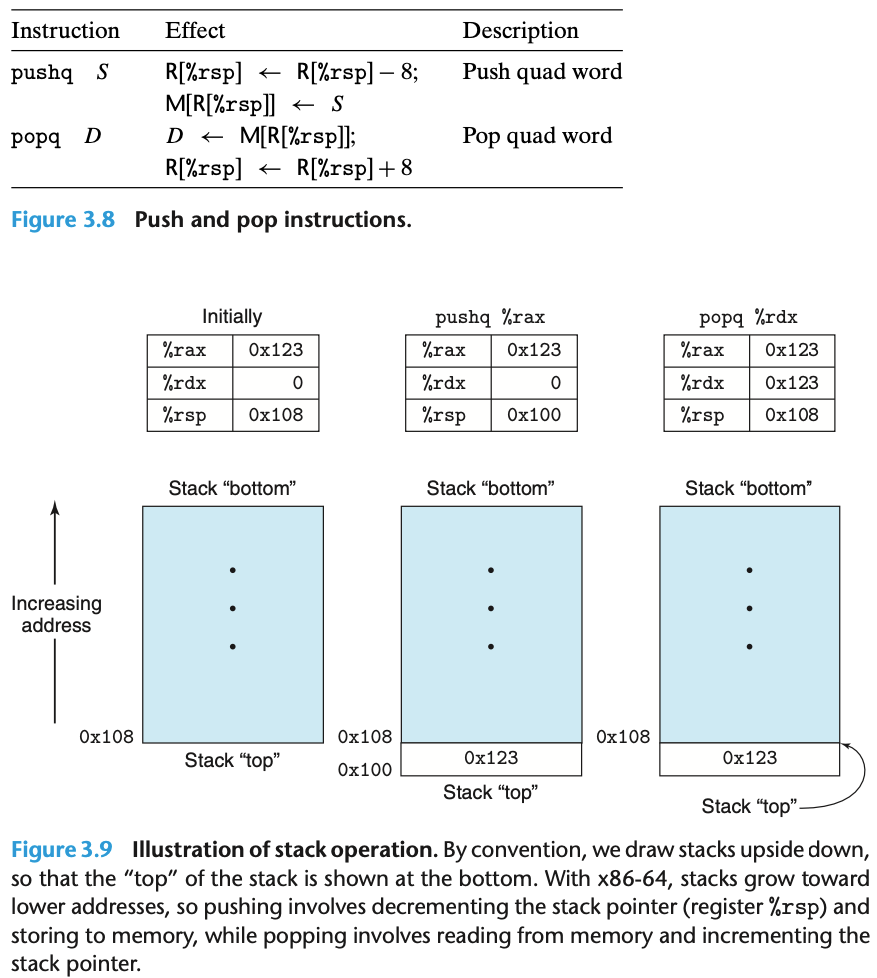 Instruction Effect Description
pushq S R[%rsp] ← R[%rsp] − 8; Push quad word
M[R[%rsp]] ← S
popq D D ← M[R[%rsp]]; Pop quad word
R[%rsp] ← R[%rsp] + 8
Figure 3.8 Push and pop instructions.
Initially
%rax 0x123
%rdx 0
%rsp 0x108
pushq %rax
%rax 0x123
%rdx 0
%rsp 0x100
popq %rdx
%rax 0x123
%rdx 0x123
%rsp 0x108
Increasing
address
Stack “bottom”
0x108
Stack “top”
Stack “bottom”
0x108
0x123
0x100
Stack “top”
Stack “bottom”
0x108
0x123
Stack “top”
Figure 3.9 Illustration of stack operation. By convention, we draw stacks upside down,
so that the “top” of the stack is shown at the bottom. With x86-64, stacks grow toward
lower addresses, so pushing involves decrementing the stack pointer (register %rsp) and
storing to memory, while popping involves reading from memory and incrementing the
stack pointer.